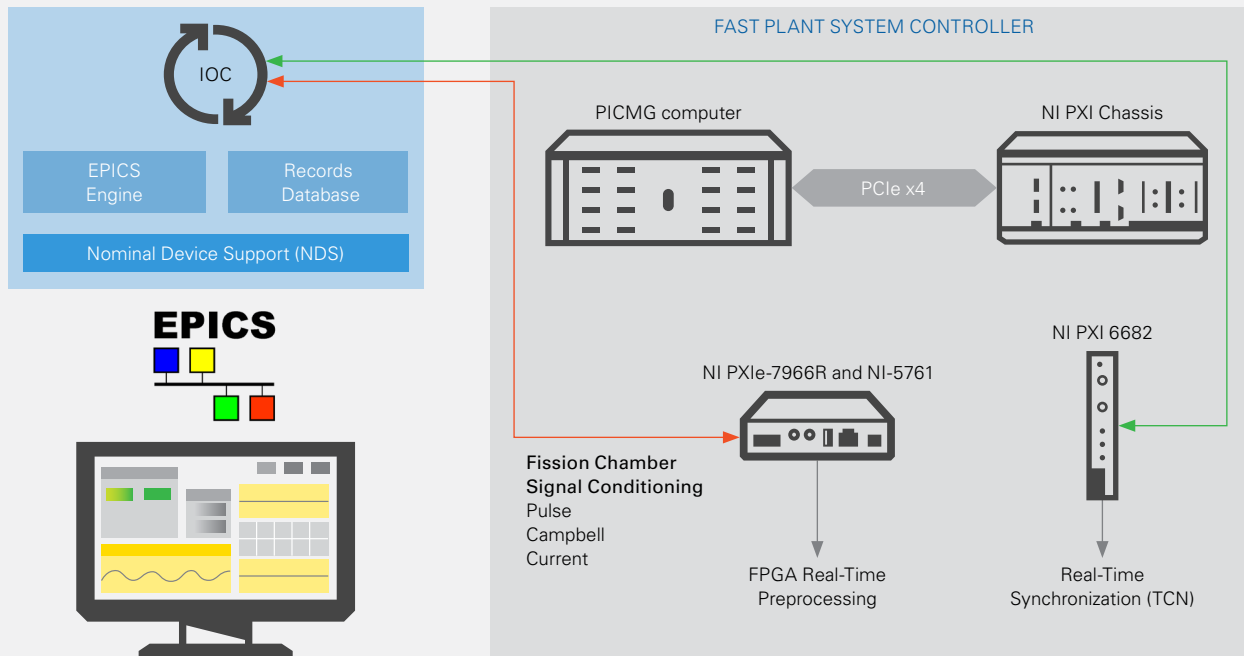 IOC
EPICS
Engine
Records
Database
Nominal Device Support (NDS)
EPICS
FAST PLANT SYSTEM CONTROLLER
PICMG computer
NI PXI Chassis
PCIe x4
NI PXIe-7966R and NI-5761
NI PXI 6682
Fission Chamber
Signal Conditioning
Pulse
Campbell
Current
FPGA Real-Time
Preprocessing
Real-Time
Synchronization (TCN)